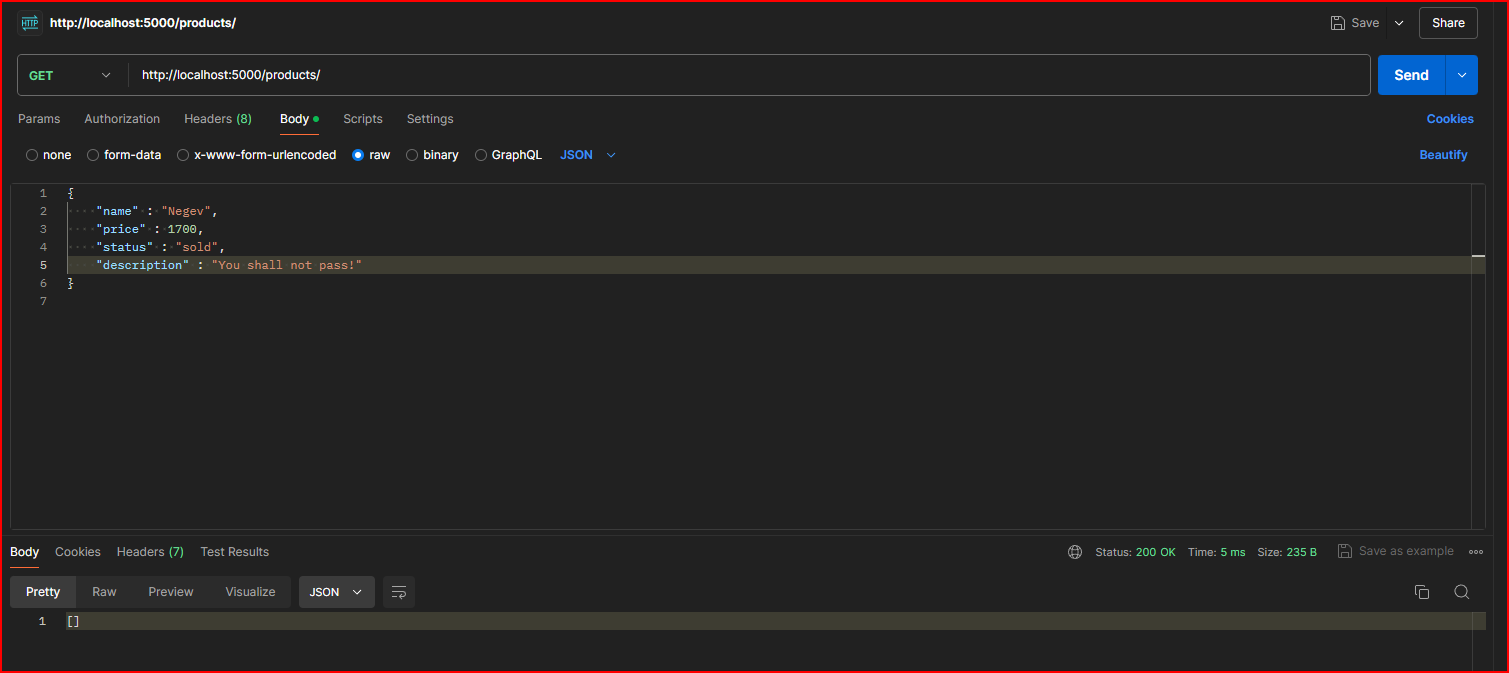 HTTP http://localhost:5000/products/ Save Share
GET http://localhost:5000/products/ Send
Params Authorization Headers (8) Body Scripts Settings Cookies
none form-data x-www-form-urlencoded raw binary GraphQL JSON Beautify
1 {
2 "name" : "Negev",
3 "price" : 1700,
4 "status" : "sold",
5 "description" : "You shall not pass!"
6 }
7
Body Cookies Headers (7) Test Results Status: 200 OK Time: 5 ms Size: 235 B Save as example
Pretty Raw Preview Visualize JSON
1 []